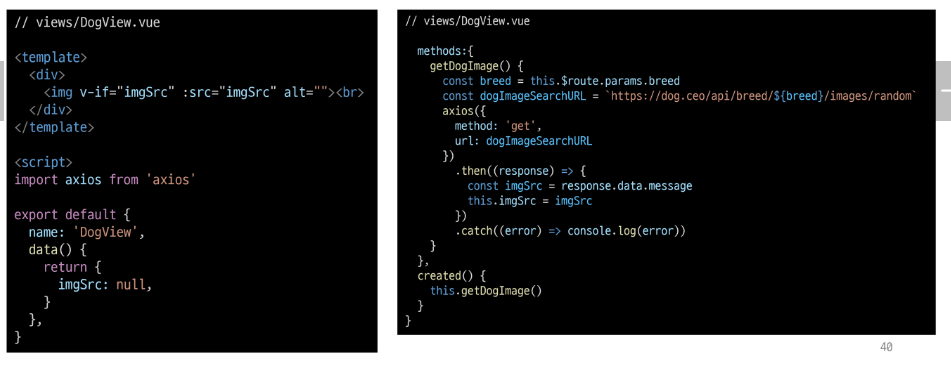 // views/DogView.vue
<template>
  <div>
    <img v-if="imgSrc" :src="imgSrc" alt=""><br>
  </div>
</template>
<script>
import axios from 'axios'
export default {
  name: 'DogView',
  data() {
    return {
      imgSrc: null,
    }
  },
}
// views/DogView.vue
  methods:{
    getDogImage() {
      const breed = this.$route.params.breed
      const dogImageSearchURL = `https://dog.ceo/api/breed/${breed}/images/random`
      axios({
        method: 'get',
        url: dogImageSearchURL
      })
        .then((response) => {
          const imgSrc = response.data.message
          this.imgSrc = imgSrc
        })
        .catch((error) => console.log(error))
    }
  },
  created() {
    this.getDogImage()
  }
}
40